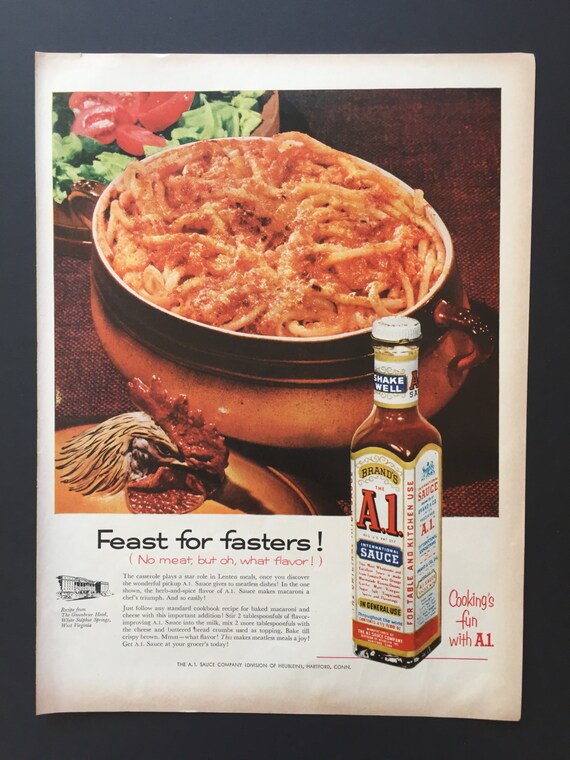 SHAKE
WELL
BRAND'S
THE
A.1.
INTERNATIONAL
SAUCE
IN GENERAL USE
FOR TABLE AND KITCHEN USE
SAUCE
A.1.
THE A.1. SAUCE COMPANY
Feast for fasters!
(No meat, but oh, what flavor!)
The casserole plays a star role in Lenten meals, once you discover
the wonderful pickup A.1. Sauce gives to meatless dishes! In the one
shown, the herb-and-spice flavor of A.1. Sauce makes macaroni a
chef's triumph. And so easily!
Just follow any standard cookbook recipe for baked macaroni and
cheese with this important addition! Stir 2 tablespoonfuls of flavor-
improving A.1. Sauce into the milk, mix 2 more tablespoonfuls with
the cheese and buttered bread crumbs used as topping. Bake till
crispy brown. Mmm—what flavor! This makes meatless meals a joy!
Get A.1. Sauce at your grocer's today!
Recipe from
The Greenbrier Hotel,
White Sulphur Springs,
West Virginia
Cooking's
fun
with A.1.
THE A.1. SAUCE COMPANY (DIVISION OF HEUBLEIN), HARTFORD, CONN.